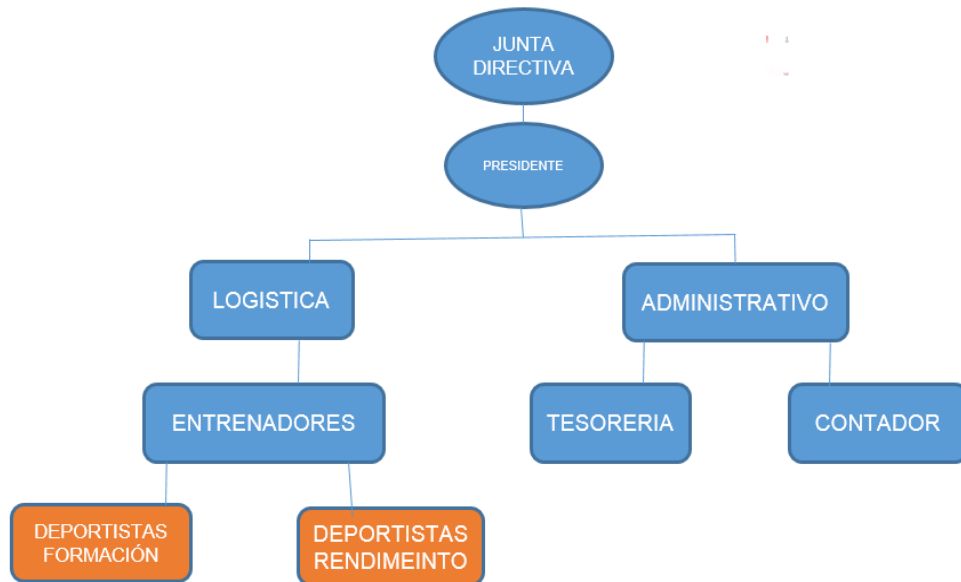 JUNTA
DIRECTIVA
PRESIDENTE
LOGISTICA
ADMINISTRATIVO
ENTRENADORES
TESORERIA
CONTADOR
DEPORTISTAS
FORMACIÓN
DEPORTISTAS
RENDIMEINTO